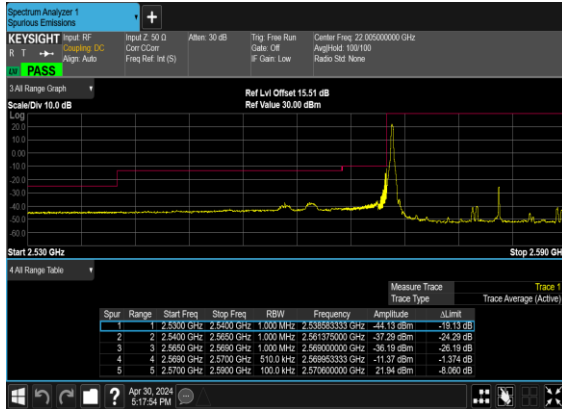 Spectrum Analyzer 1
Spurious Emissions
KEYSIGHT Input: RF Input Z: 50 Ω Atten: 30 dB Trig: Free Run Center Freq: 22.005000000 GHz
R T Coupling: DC Corr CCorr Gate: Off Avg|Hold: 100/100
Align: Auto Freq Ref: Int (S) IF Gain: Low Radio Std: None
PASS
3 All Range Graph
Ref Lvl Offset 15.51 dB
Scale/Div 10.0 dB Ref Value 30.00 dBm
Log
20.0
10.0
0.00
-10.0
-20.0
-30.0
-40.0
-50.0
-60.0
Start 2.530 GHz Stop 2.590 GH
4 All Range Table
Measure Trace Trace 1
Trace Type Trace Average (Active)
Spur Range Start Freq Stop Freq RBW Frequency Amplitude ΔLimit
1 1 2.5300 GHz 2.5400 GHz 1.000 MHz 2.538583333 GHz -44.13 dBm -19.13 dB
2 2 2.5400 GHz 2.5650 GHz 1.000 MHz 2.561375000 GHz -37.29 dBm -24.29 dB
3 3 2.5650 GHz 2.5690 GHz 1.000 MHz 2.569000000 GHz -36.19 dBm -26.19 dB
4 4 2.5690 GHz 2.5700 GHz 510.0 kHz 2.569953333 GHz -11.37 dBm -1.374 dB
5 5 2.5700 GHz 2.5900 GHz 100.0 kHz 2.570600000 GHz 21.94 dBm -8.060 dB
Apr 30, 2024
5:17:54 PM